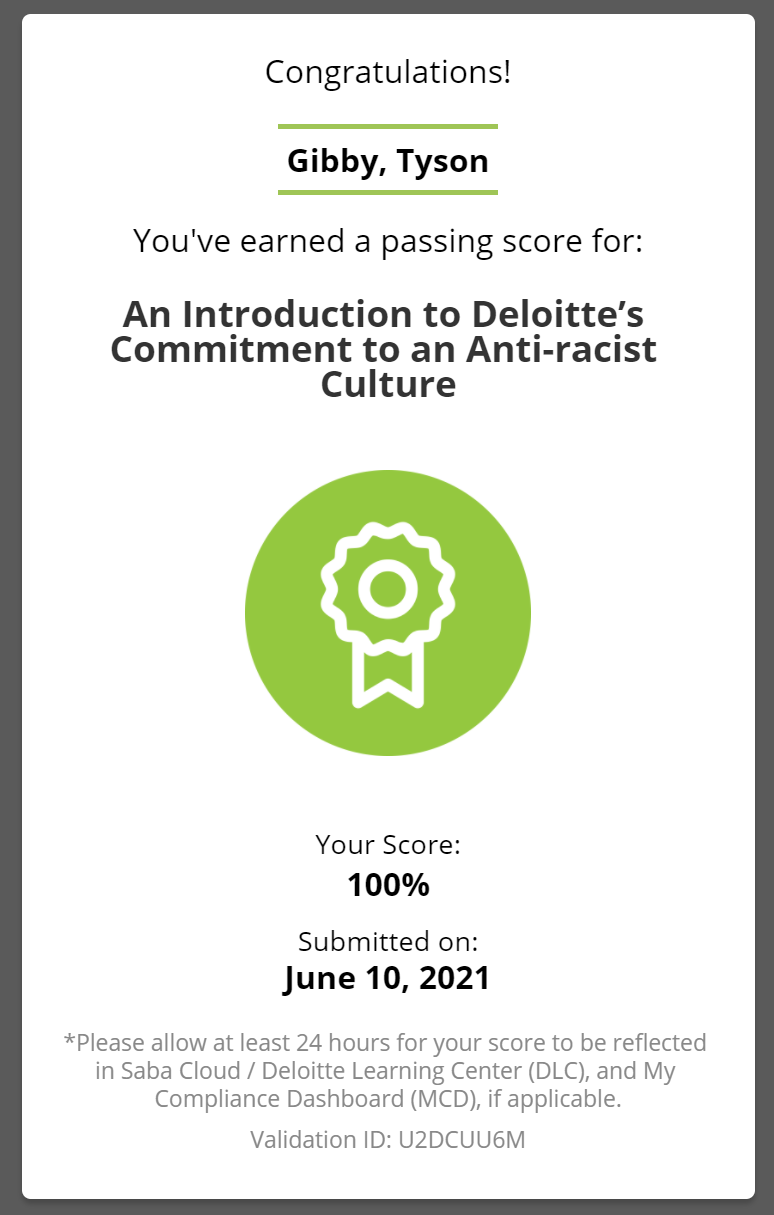 Congratulations!
Gibby, Tyson
You've earned a passing score for:
An Introduction to Deloitte’s
Commitment to an Anti-racist
Culture
Your Score:
100%
Submitted on:
June 10, 2021
*Please allow at least 24 hours for your score to be reflected
in Saba Cloud / Deloitte Learning Center (DLC), and My
Compliance Dashboard (MCD), if applicable.
Validation ID: U2DCUU6M